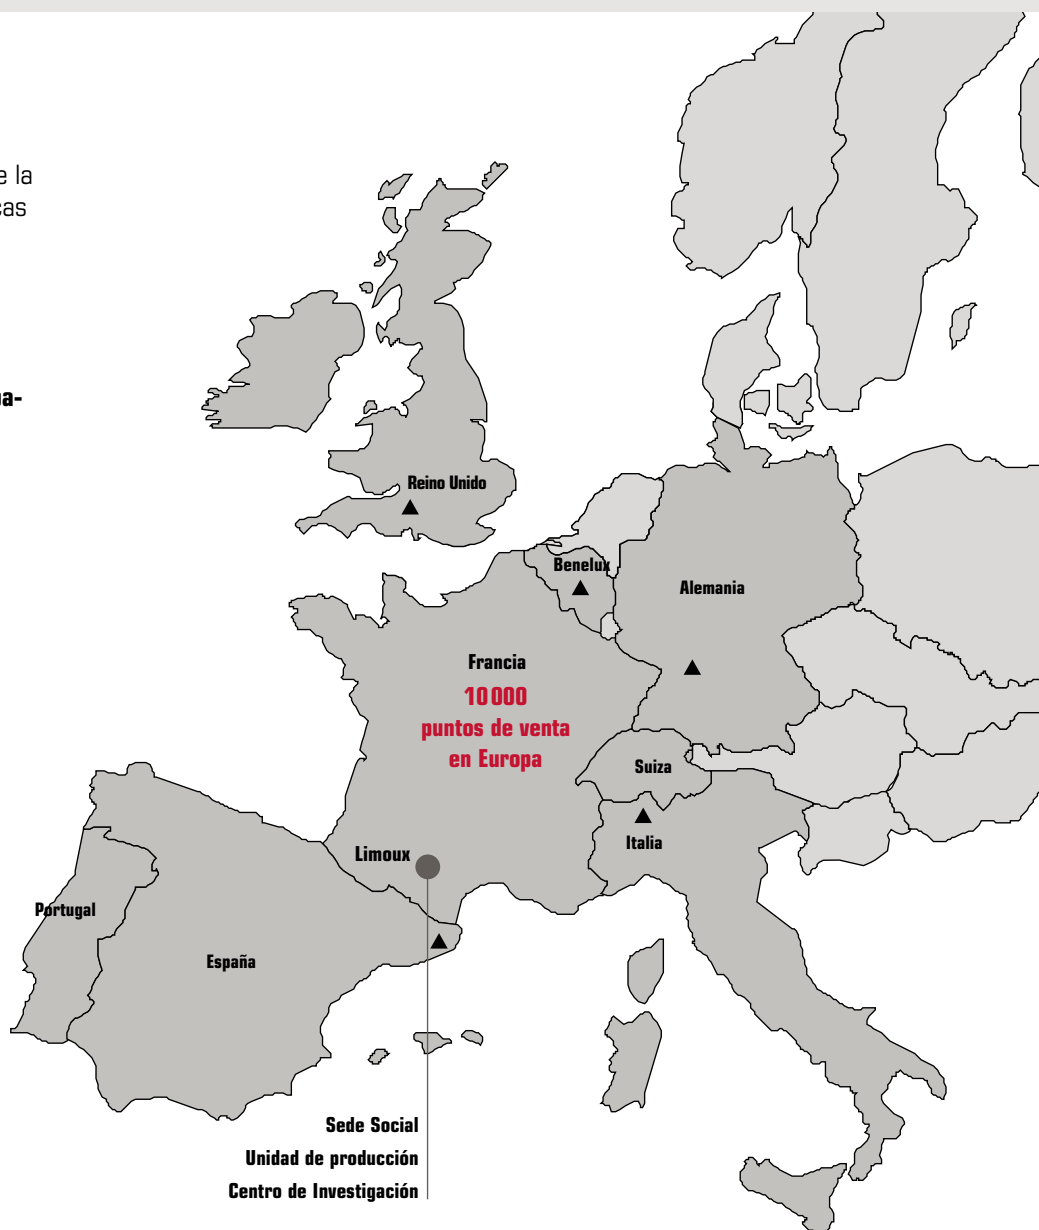 e la
cas
a-
Reino Unido
Benelux
Alemania
Francia
10 000
puntos de venta
en Europa
Suiza
Italia
Limoux
Portugal
España
Sede Social
Unidad de producción
Centro de Investigación